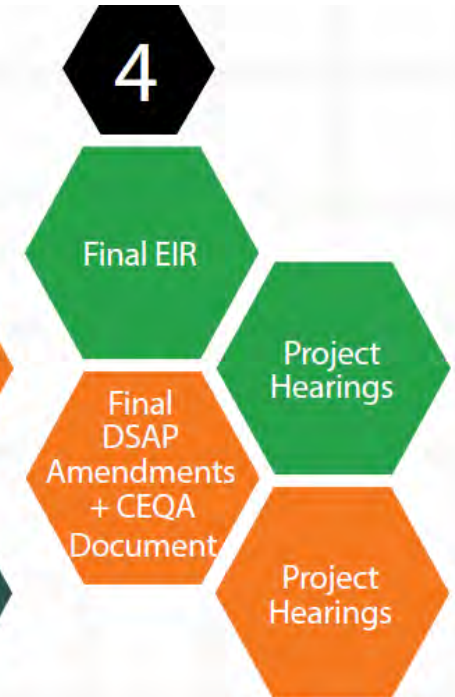 4
Final EIR
Project
Hearings
Final
DSAP
Amendments
+ CEQA
Document
Project
Hearings